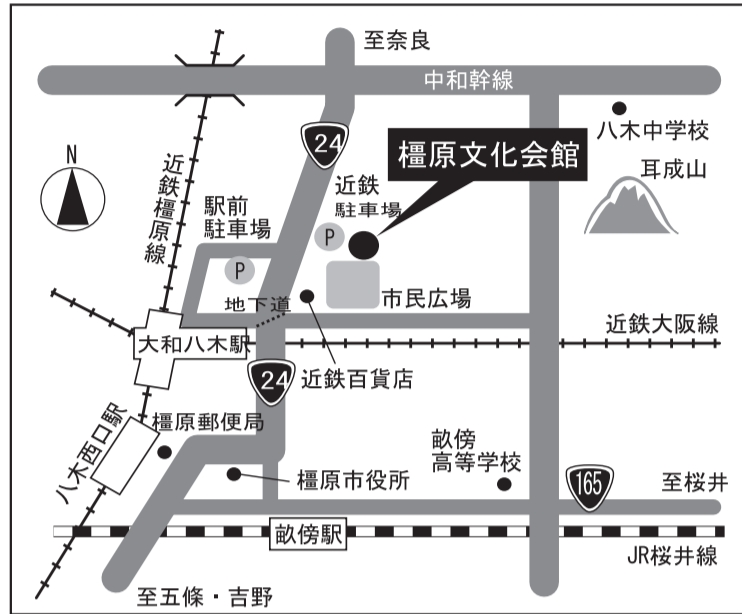 至奈良
中和幹線
24
八木中学校
橿原文化会館
耳成山
N
近鉄橿原線
近鉄
駐車場
駅前
駐車場
P
P
地下道
市民広場
近鉄大阪線
大和八木駅
24
近鉄百貨店
八木西口駅
橿原郵便局
畝傍
高等学校
橿原市役所
165
至桜井
畝傍駅
JR桜井線
至五條・吉野